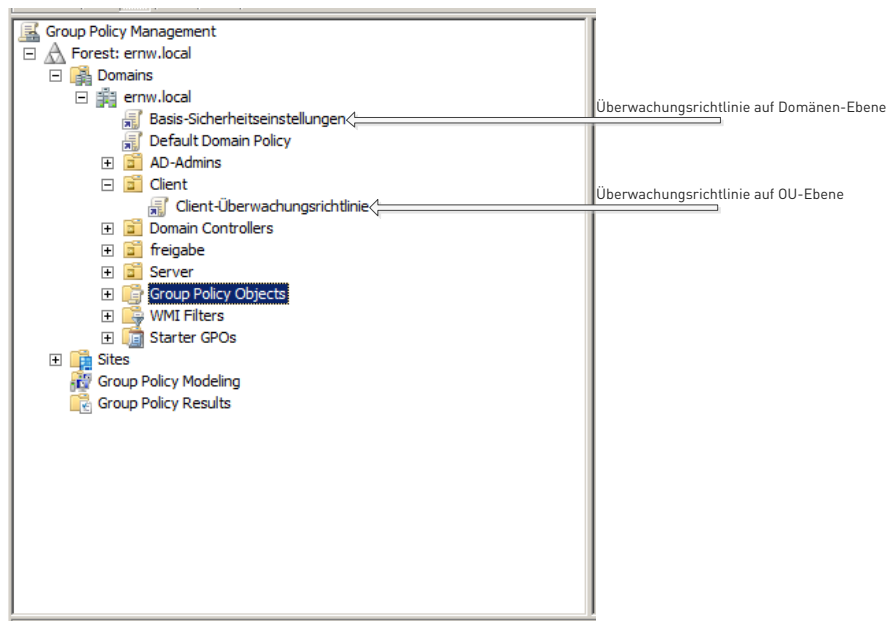 Group Policy Management
Forest: ernw.local
Domains
ernw.local
Basis-Sicherheitseinstellungen
Überwachungsrichtlinie auf Domänen-Ebene
Default Domain Policy
AD-Admins
Client
Überwachungsrichtlinie auf OU-Ebene
Client-Überwachungsrichtlinie
Domain Controllers
freigabe
Server
Group Policy Objects
WMI Filters
Starter GPOs
Sites
Group Policy Modeling
Group Policy Results